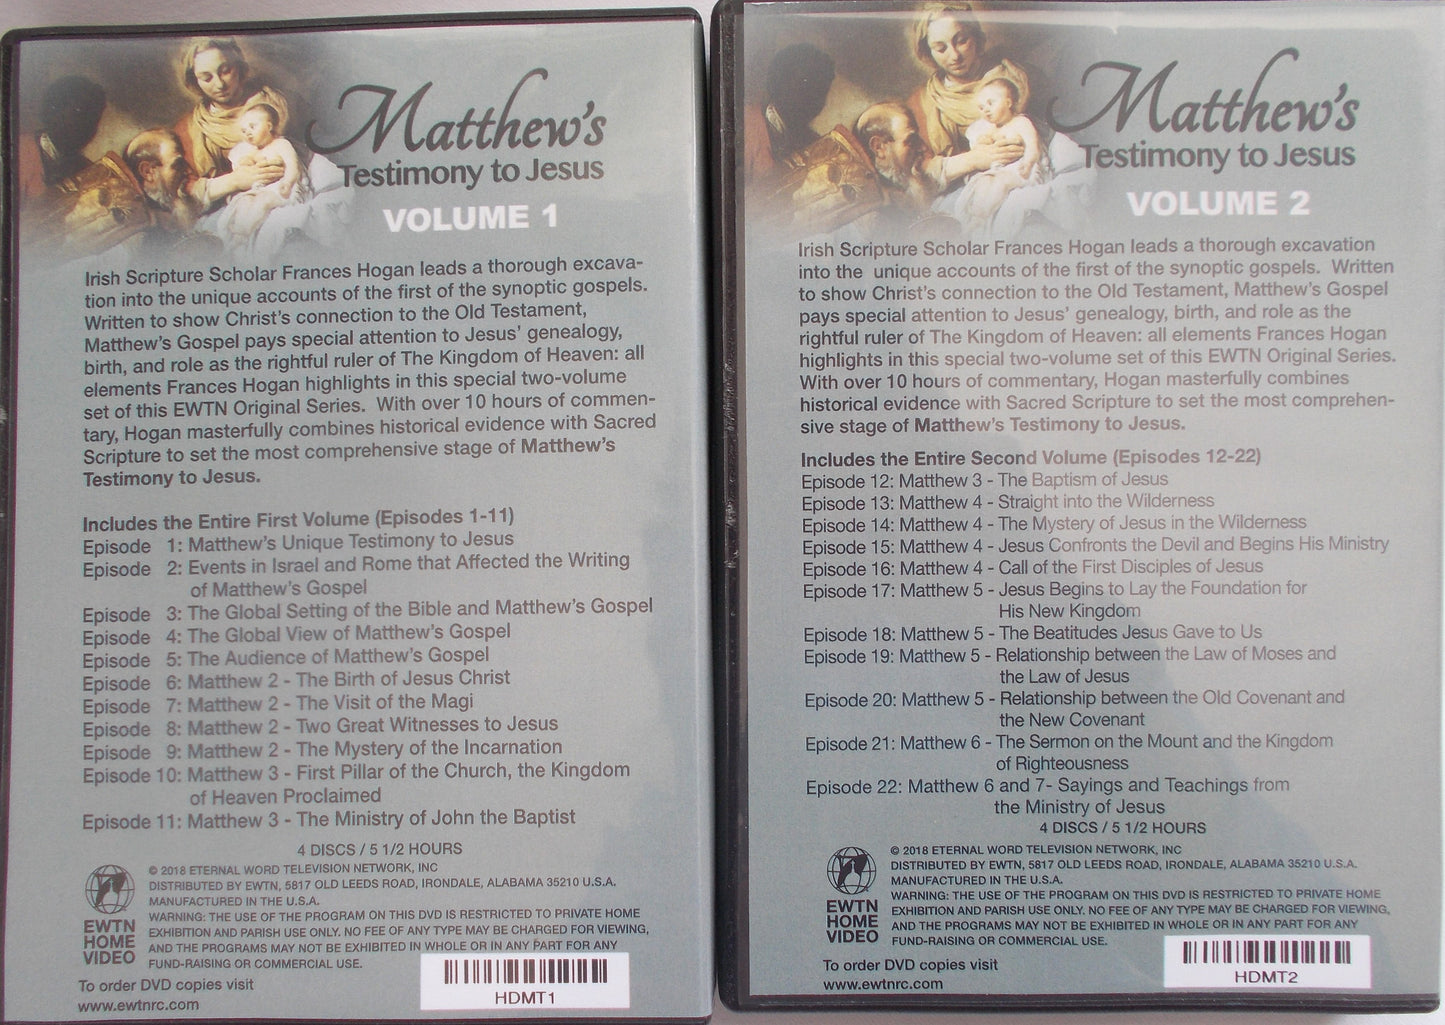 Matthew's
Testimony to Jesus
VOLUME 1
Irish Scripture Scholar Frances Hogan leads a thorough excava-
tion into the unique accounts of the first of the synoptic gospels.
Written to show Christ's connection to the Old Testament,
Matthew's Gospel pays special attention to Jesus' genealogy,
birth, and role as the rightful ruler of The Kingdom of Heaven: all
elements Frances Hogan highlights in this special two-volume
set of this EWTN Original Series. With over 10 hours of commen-
tary, Hogan masterfully combines historical evidence with Sacred
Scripture to set the most comprehensive stage of Matthew's
Testimony to Jesus.
Includes the Entire First Volume (Episodes 1-11)
Episode 1: Matthew's Unique Testimony to Jesus
Episode 2: Events in Israel and Rome that Affected the Writing
of Matthew's Gospel
Episode 3: The Global Setting of the Bible and Matthew's Gospel
Episode 4: The Global View of Matthew's Gospel
Episode 5: The Audience of Matthew's Gospel
Episode 6: Matthew 2 - The Birth of Jesus Christ
Episode 7: Matthew 2 - The Visit of the Magi
Episode 8: Matthew 2 - Two Great Witnesses to Jesus
Episode 9: Matthew 2 - The Mystery of the Incarnation
Episode 10: Matthew 3 - First Pillar of the Church, the Kingdom
of Heaven Proclaimed
Episode 11: Matthew 3 - The Ministry of John the Baptist
4 DISCS / 5 1/2 HOURS
© 2018 ETERNAL WORD TELEVISION NETWORK, INC
DISTRIBUTED BY EWTN, 5817 OLD LEEDS ROAD, IRONDALE, ALABAMA 35210 U.S.A.
MANUFACTURED IN THE U.S.A.
WARNING: THE USE OF THE PROGRAM ON THIS DVD IS RESTRICTED TO PRIVATE HOME
EXHIBITION AND PARISH USE ONLY. NO FEE OF ANY TYPE MAY BE CHARGED FOR VIEWING,
AND THE PROGRAMS MAY NOT BE EXHIBITED IN WHOLE OR IN ANY PART FOR ANY
FUND-RAISING OR COMMERCIAL USE.
EWTN
HOME
VIDEO
To order DVD copies visit
www.ewtnrc.com
HDMT1
Matthew's
Testimony to Jesus
VOLUME 2
Irish Scripture Scholar Frances Hogan leads a thorough excavation
into the unique accounts of the first of the synoptic gospels. Written
to show Christ's connection to the Old Testament, Matthew's Gospel
pays special attention to Jesus' genealogy, birth, and role as the
rightful ruler of The Kingdom of Heaven: all elements Frances Hogan
highlights in this special two-volume set of this EWTN Original Series.
With over 10 hours of commentary, Hogan masterfully combines
historical evidence with Sacred Scripture to set the most comprehen-
sive stage of Matthew's Testimony to Jesus.
Includes the Entire Second Volume (Episodes 12-22)
Episode 12: Matthew 3 - The Baptism of Jesus
Episode 13: Matthew 4 - Straight into the Wilderness
Episode 14: Matthew 4 - The Mystery of Jesus in the Wilderness
Episode 15: Matthew 4 - Jesus Confronts the Devil and Begins His Ministry
Episode 16: Matthew 4 - Call of the First Disciples of Jesus
Episode 17: Matthew 5 - Jesus Begins to Lay the Foundation for
His New Kingdom
Episode 18: Matthew 5 - The Beatitudes Jesus Gave to Us
Episode 19: Matthew 5 - Relationship between the Law of Moses and
the Law of Jesus
Episode 20: Matthew 5 - Relationship between the Old Covenant and
the New Covenant
Episode 21: Matthew 6 - The Sermon on the Mount and the Kingdom
of Righteousness
Episode 22: Matthew 6 and 7- Sayings and Teachings from
the Ministry of Jesus
4 DISCS / 5 1/2 HOURS
© 2018 ETERNAL WORD TELEVISION NETWORK, INC
DISTRIBUTED BY EWTN, 5817 OLD LEEDS ROAD, IRONDALE, ALABAMA 35210 U.S.A.
MANUFACTURED IN THE U.S.A.
WARNING: THE USE OF THE PROGRAM ON THIS DVD IS RESTRICTED TO PRIVATE HOME
EXHIBITION AND PARISH USE ONLY. NO FEE OF ANY TYPE MAY BE CHARGED FOR VIEWING,
AND THE PROGRAMS MAY NOT BE EXHIBITED IN WHOLE OR IN ANY PART FOR ANY
FUND-RAISING OR COMMERCIAL USE.
EWTN
HOME
VIDEO
To order DVD copies visit
www.ewtnrc.com
HDMT2